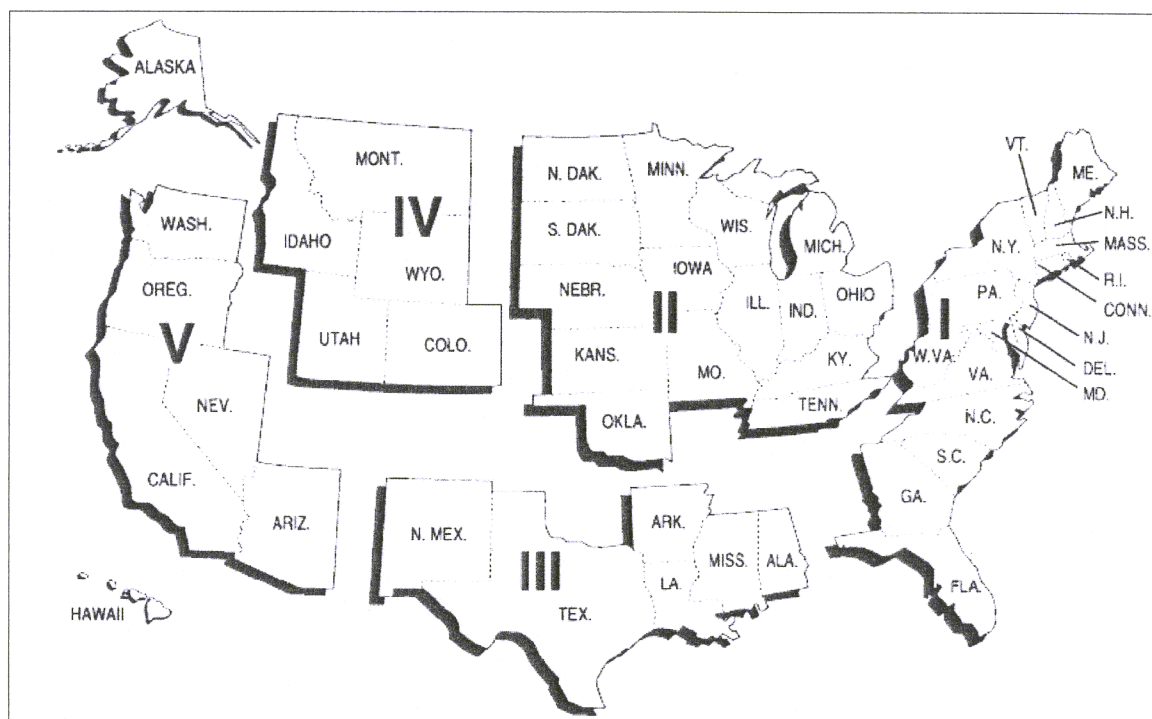 ALASKA
MONT.
IV
IDAHO
WYO.
UTAH
COLO.
WASH.
OREG.
V
NEV.
CALIF.
ARIZ.
HAWAII
N. DAK.
MINN.
S. DAK.
WIS.
MICH.
NEBR.
IOWA
II
ILL.
IND.
OHIO
KANS.
MO.
KY.
OKLA.
TENN.
N. MEX.
III
TEX.
ARK.
LA.
MISS.
ALA.
VT.
ME.
N.H.
N.Y.
MASS.
R.I.
PA.
CONN.
I
N.J.
W.VA.
DEL.
VA.
MD.
N.C.
S.C.
GA.
FLA.